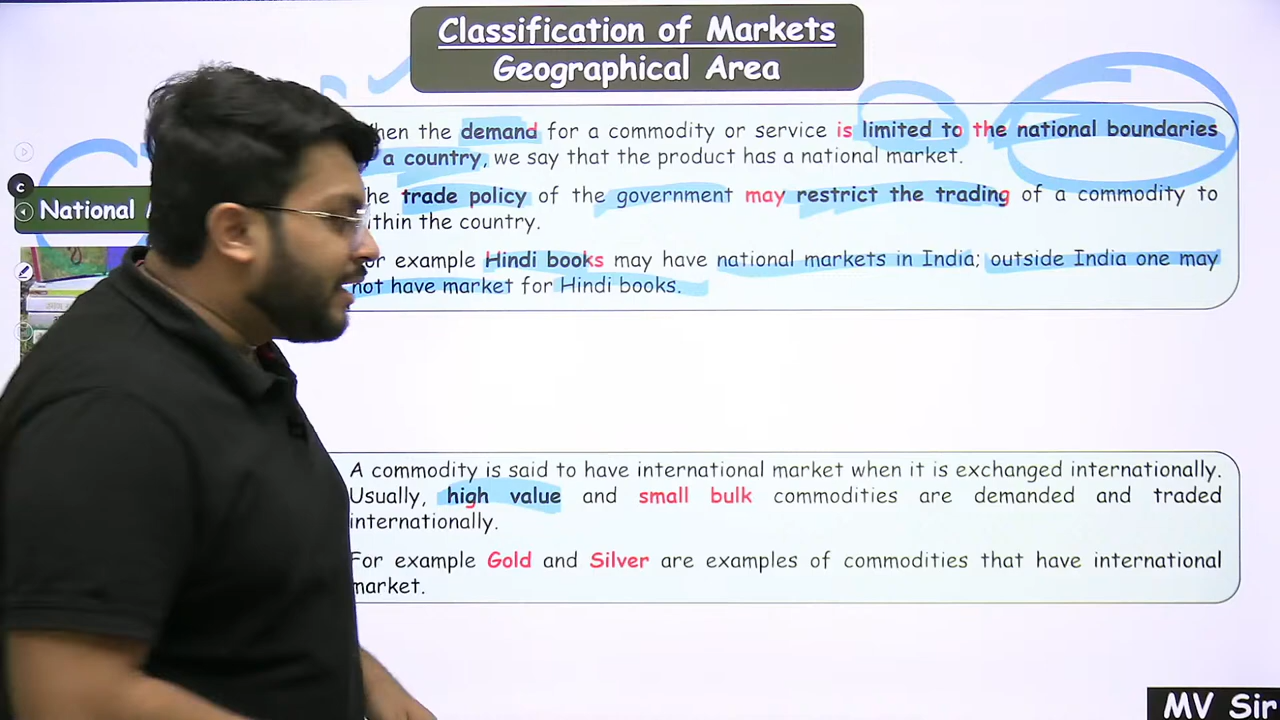 Classification of Markets
Geographical Area
hen the demand for a commodity or service is limited to the national boundaries
a country, we say that the product has a national market.
he trade policy of the government may restrict the trading of a commodity to
ithin the country.
National
or example Hindi books may have national markets in India; outside India one may
not have market for Hindi books.
A commodity is said to have international market when it is exchanged internationally.
Usually, high value and small bulk commodities are demanded and traded
internationally.
For example Gold and Silver are examples of commodities that have international
market.
MV Sir